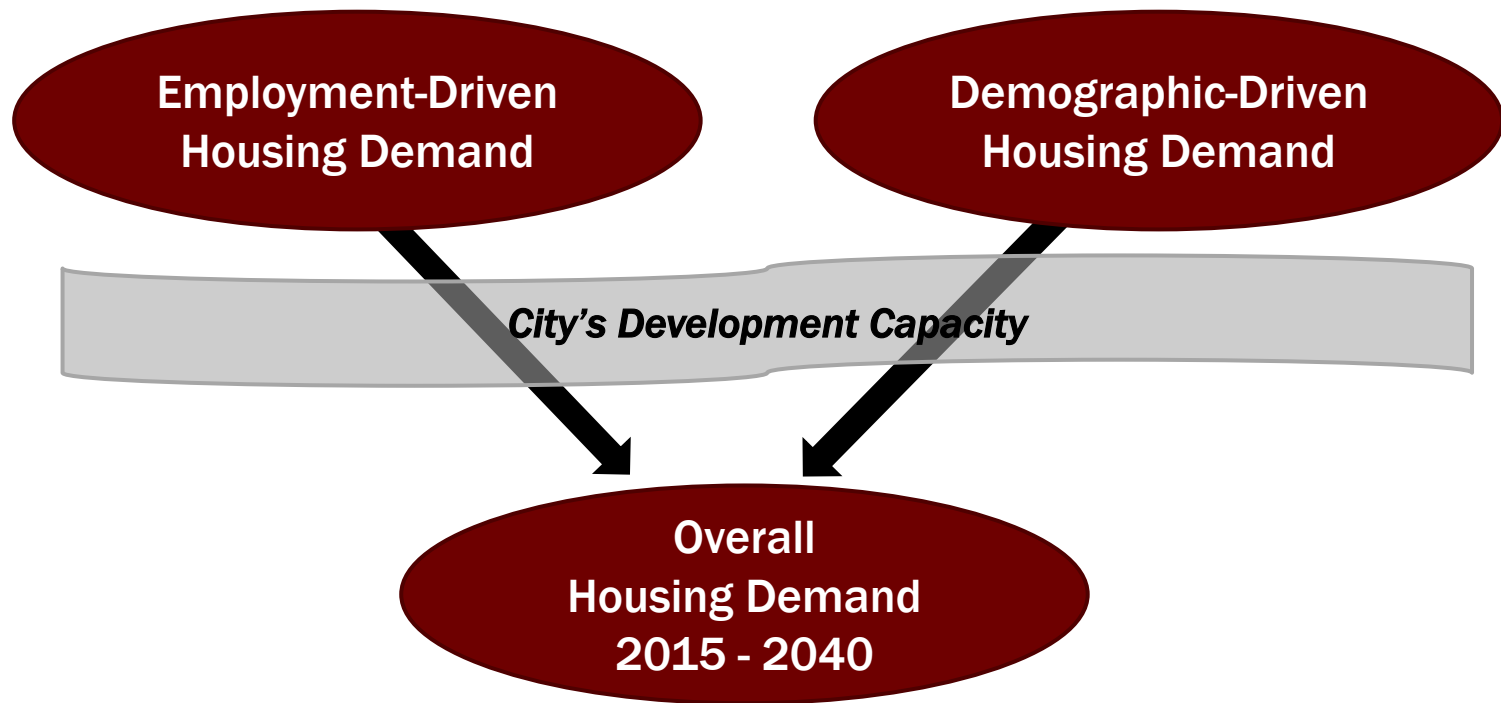 Employment-Driven
Housing Demand
Demographic-Driven
Housing Demand
City’s Development Capacity
Overall
Housing Demand
2015 - 2040